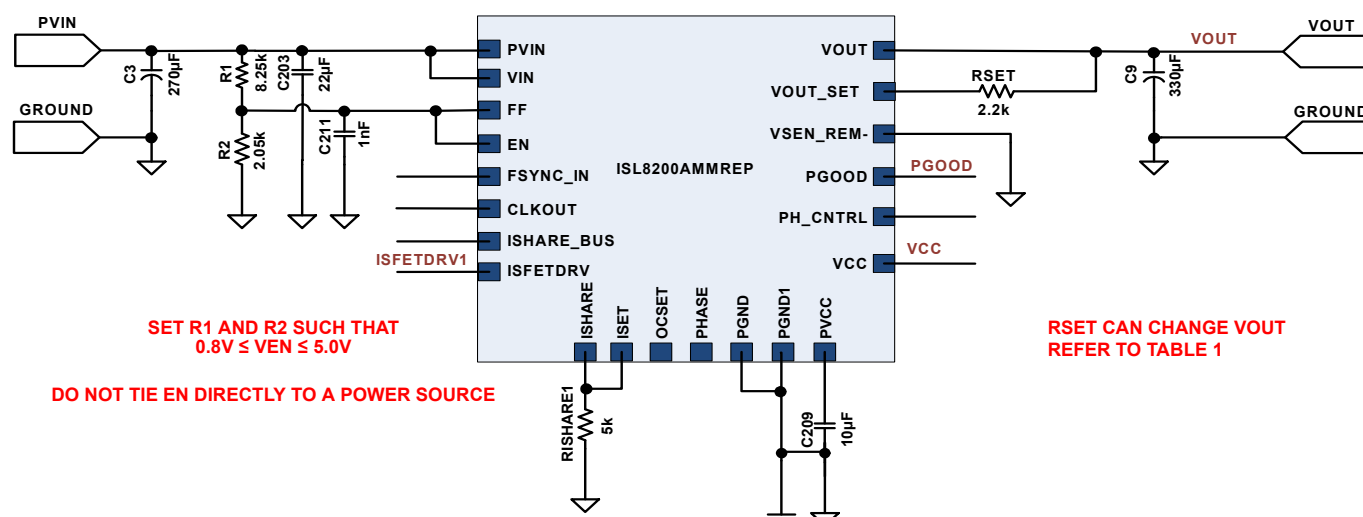 PVIN
GROUND
C3
270µF
R1
8.25k
C203
22µF
R2
2.05k
C211
1nF
PVIN
VIN
FF
EN
FSYNC_IN
CLKOUT
ISHARE_BUS
ISFETDRV
ISFETDRV1
ISL8200AMMREP
VOUT
VOUT_SET
VSEN_REM-
PGOOD
PH_CNTRL
VCC
PGOOD
VCC
RSET
2.2k
VOUT
C9
330µF
VOUT
GROUND
ISHARE
ISET
OCSET
PHASE
PGND
PGND1
PVCC
RISHARE1
5k
C209
10µF
SET R1 AND R2 SUCH THAT
0.8V ≤ VEN ≤ 5.0V
DO NOT TIE EN DIRECTLY TO A POWER SOURCE
RSET CAN CHANGE VOUT
REFER TO TABLE 1